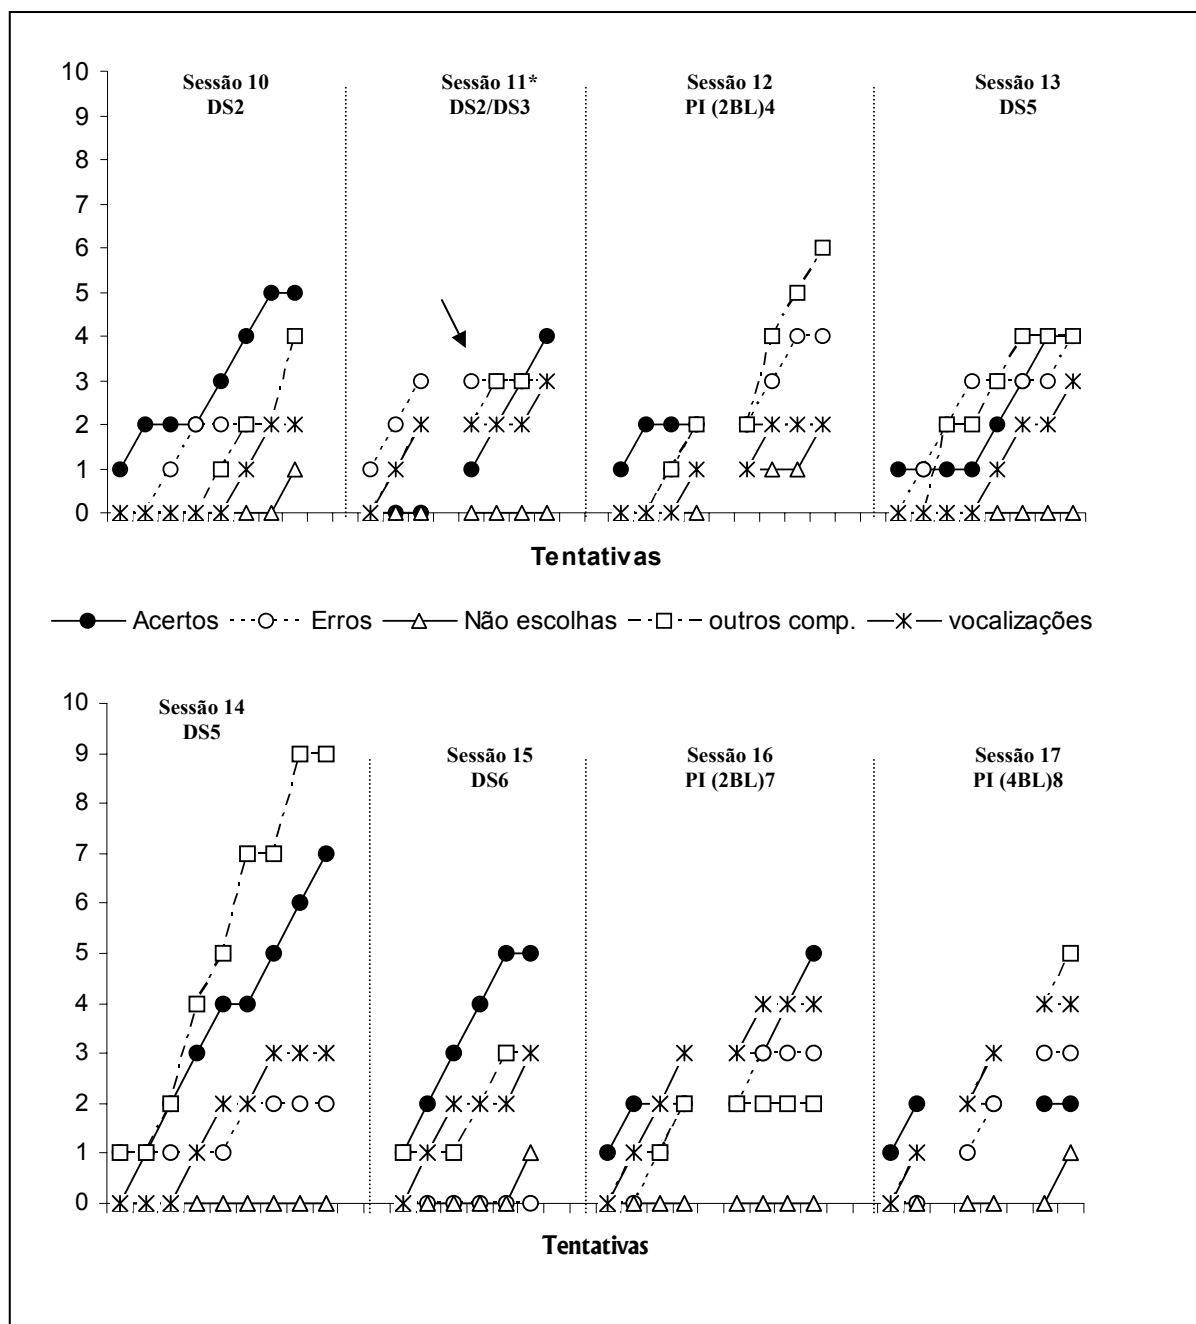 Sessão 10 Sessão 11* Sessão 12 Sessão 13
DS2 DS2/DS3 PI (2BL)4 DS5
10
9
8
7
6
5
4
3
2
1
0
Tentativas
Acertos Erros Não escolhas outros comp. vocalizações
Sessão 14
DS5
Sessão 15 Sessão 16 Sessão 17
DS6 PI (2BL)7 PI (4BL)8
10
9
8
7
6
5
4
3
2
1
0
Tentativas